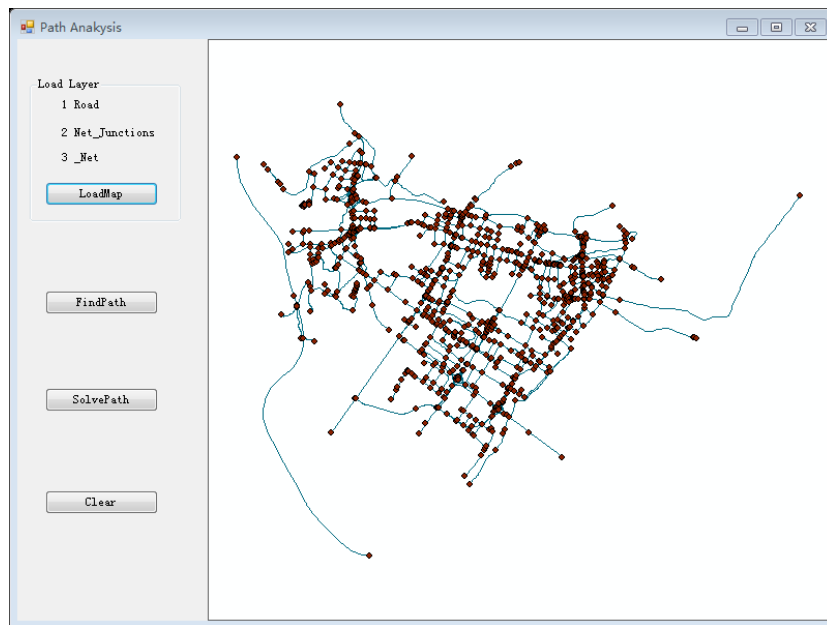 Path Anakysis
Load Layer
1 Road
2 Net_Junctions
3 _Net
LoadMap
FindPath
SolvePath
Clear